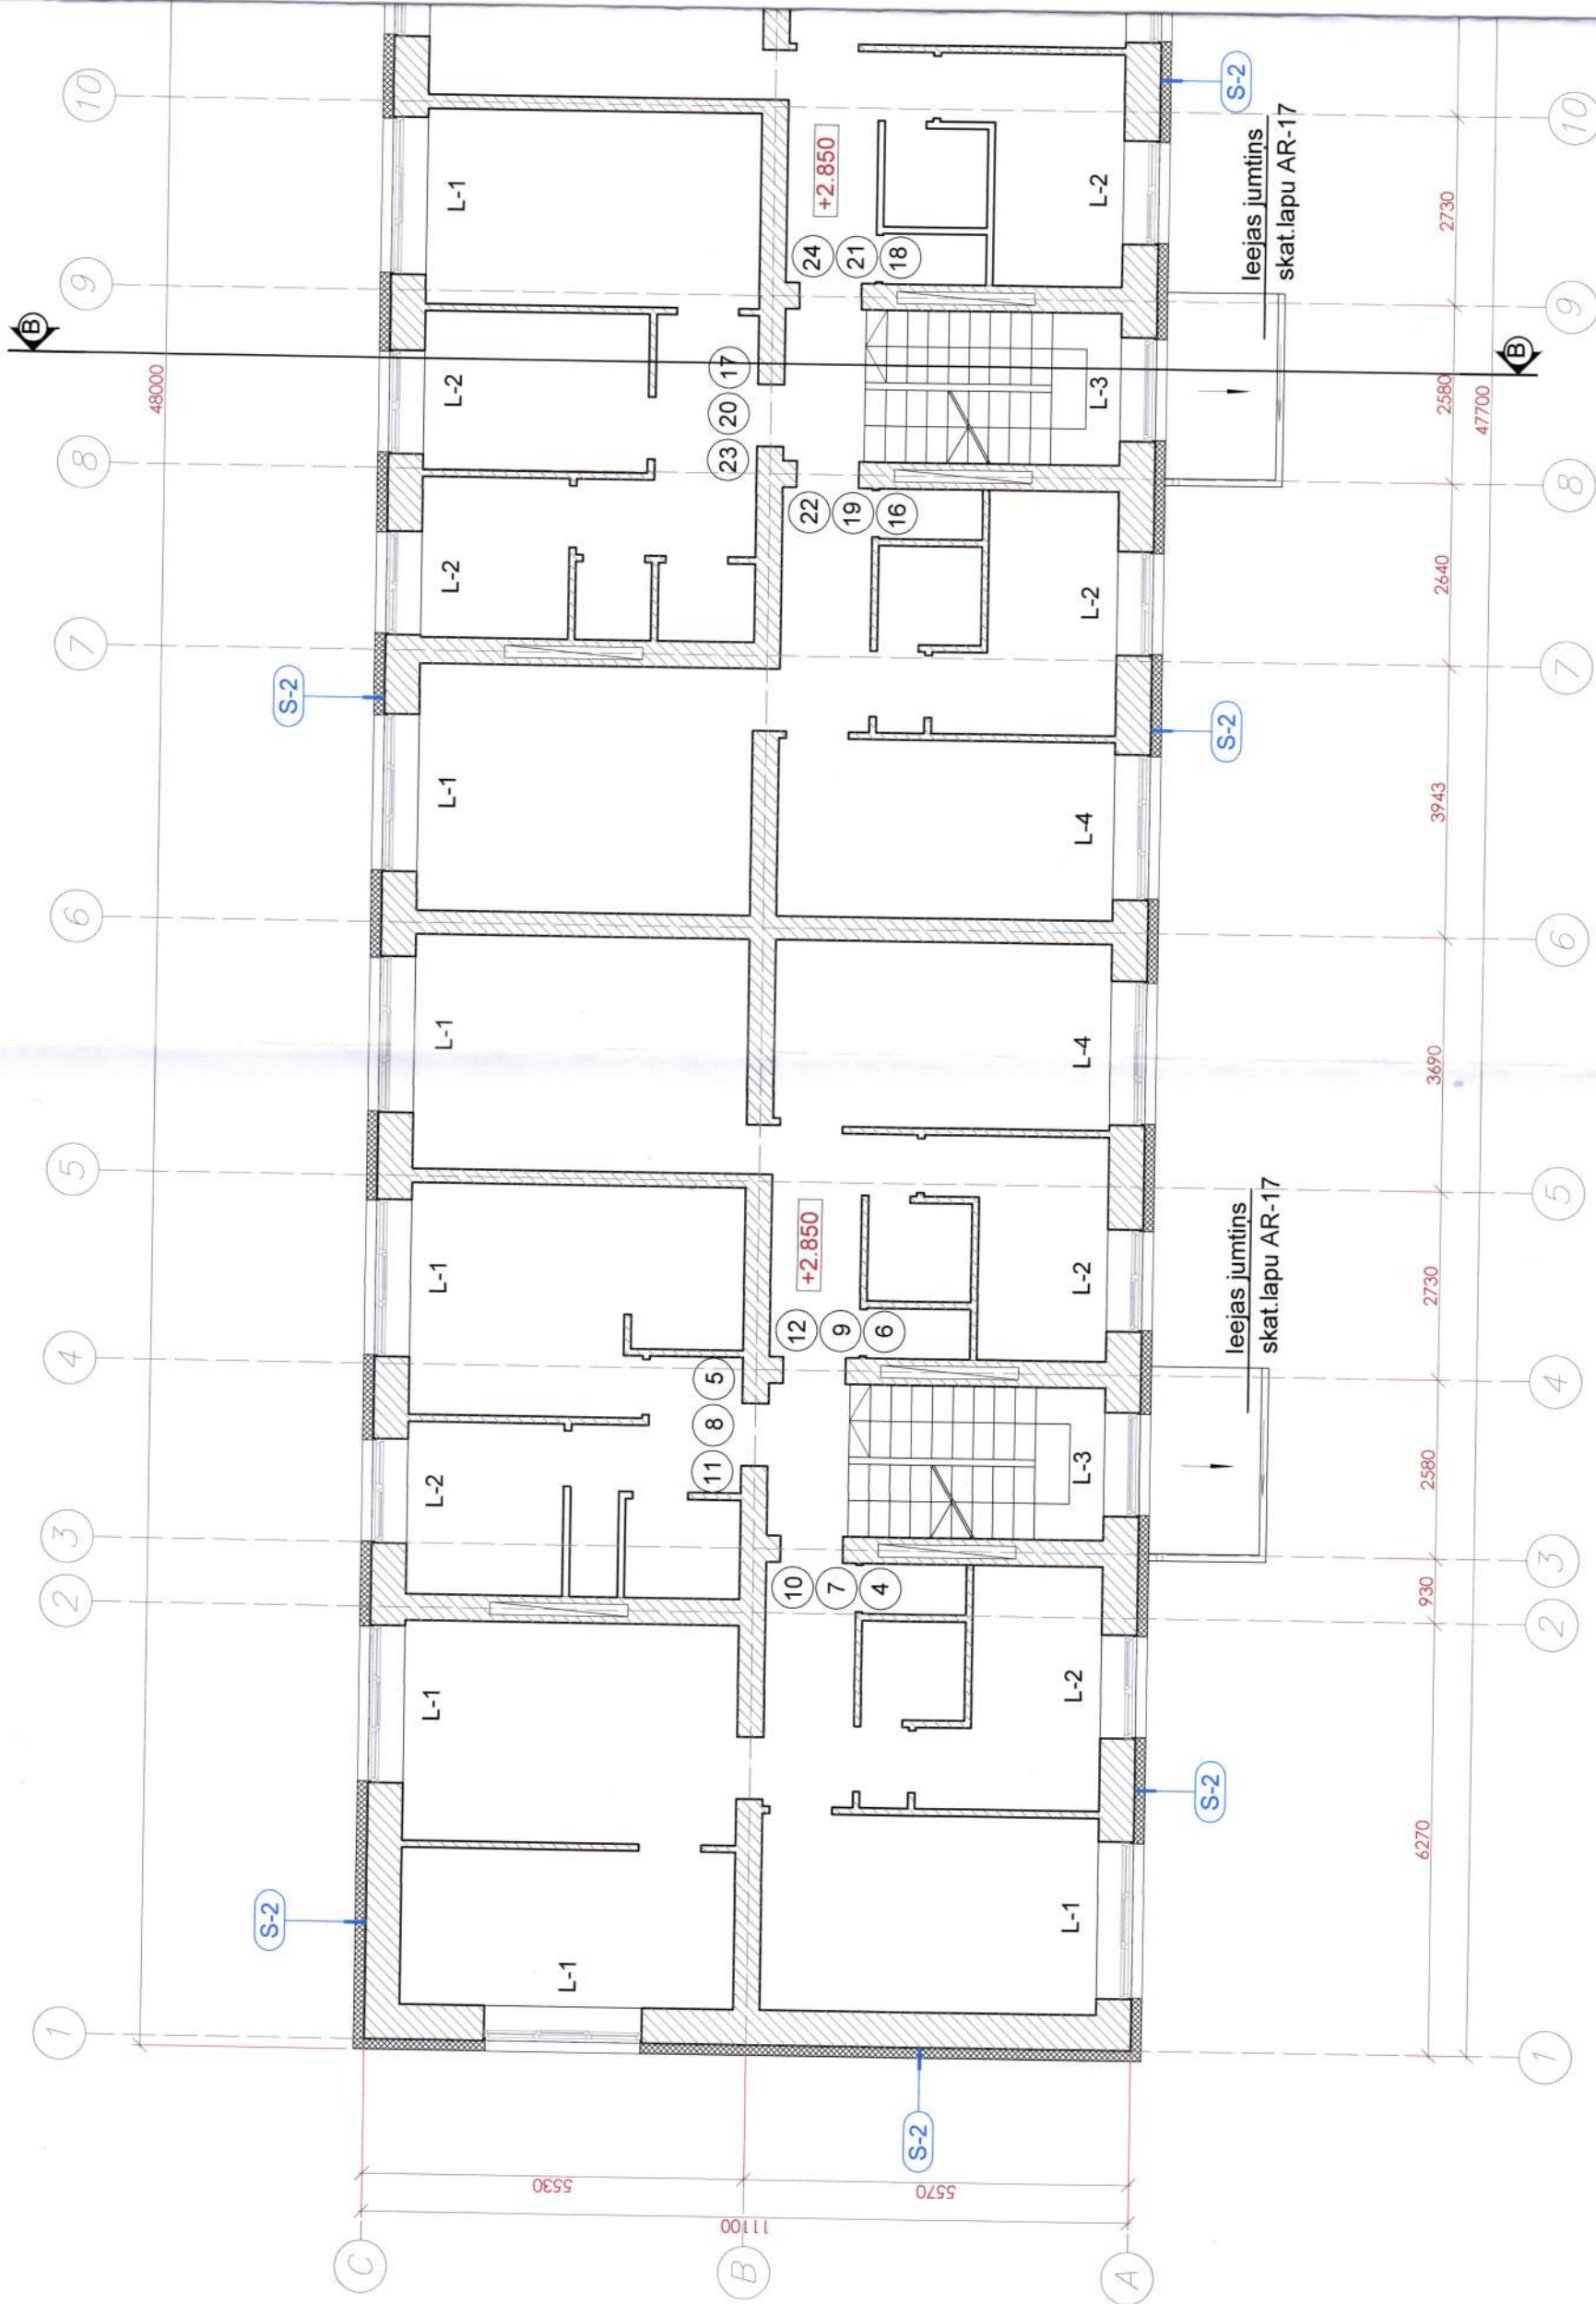 10
9
8
7
6
5
4
3
2
1
B
48000
S-2
S-2
L-1
L-2
L-2
L-1
L-1
L-1
L-2
L-1
L-1
17
20
23
5
8
11
+2.850
24
21
18
22
19
16
+2.850
12
9
6
10
7
4
L-2
L-3
L-2
L-4
L-4
L-2
L-3
L-2
L-1
S-2
S-2
S-2
S-2
Ieejas jumtiņs
skat.lapu AR-17
Ieejas jumtiņs
skat.lapu AR-17
2730
2580
2640
3943
3690
2730
2580
930
6270
47700
B
10
9
8
7
6
5
4
3
2
1
5530
5570
11100
C
B
A